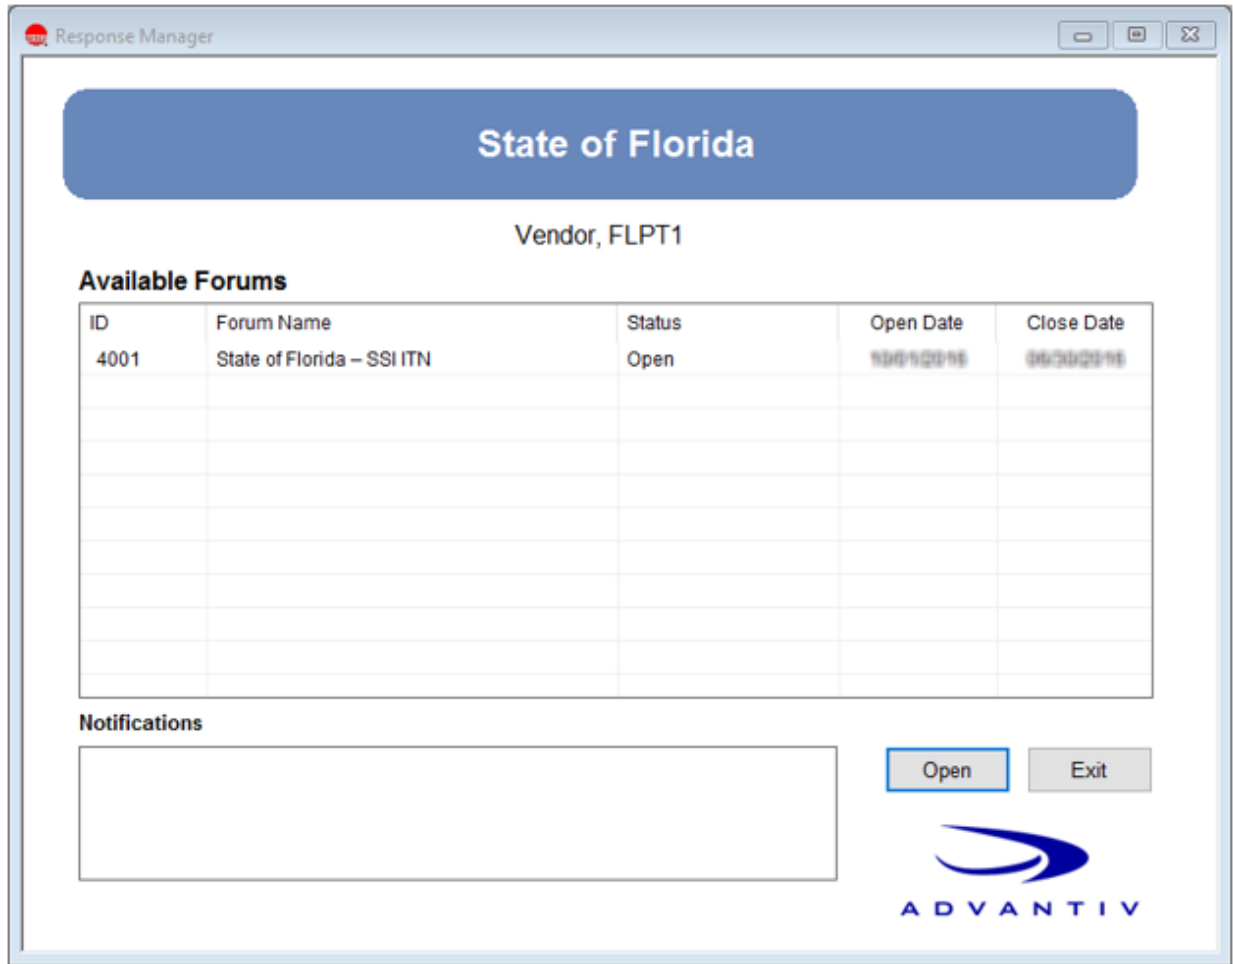 Response Manager
State of Florida
Vendor, FLPT1
Available Forums
ID Forum Name Status Open Date Close Date
4001 State of Florida – SSI ITN Open
Notifications
Open Exit
ADVANTIV